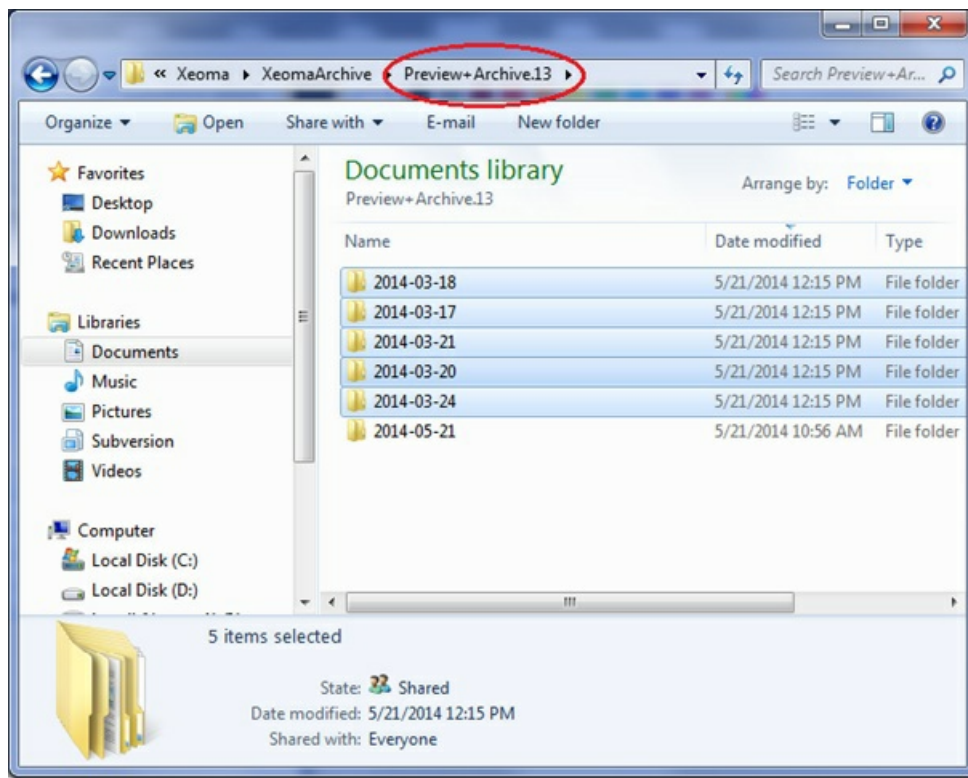 « Xeoma ▸ XeomaArchive ▸ Preview+Archive.13 ▸ Search Preview+Ar...
Organize Open Share with E-mail New folder
Favorites
Desktop
Downloads
Recent Places
Libraries
Documents
Music
Pictures
Subversion
Videos
Computer
Local Disk (C:)
Local Disk (D:)
Documents library
Preview+Archive.13
Arrange by: Folder
Name Date modified Type
2014-03-18 5/21/2014 12:15 PM File folder
2014-03-17 5/21/2014 12:15 PM File folder
2014-03-21 5/21/2014 12:15 PM File folder
2014-03-20 5/21/2014 12:15 PM File folder
2014-03-24 5/21/2014 12:15 PM File folder
2014-05-21 5/21/2014 10:56 AM File folder
5 items selected
State: Shared
Date modified: 5/21/2014 12:15 PM
Shared with: Everyone